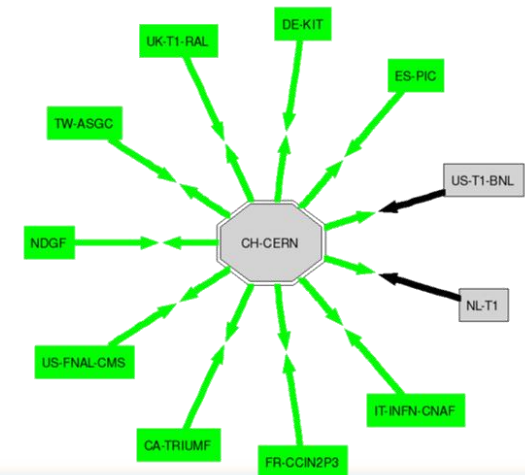 DE-KIT
UK-T1-RAL
ES-PIC
TW-ASGC
US-T1-BNL
NDGF
CH-CERN
NL-T1
US-FNAL-CMS
IT-INFN-CNAF
CA-TRIUMF
FR-CCIN2P3